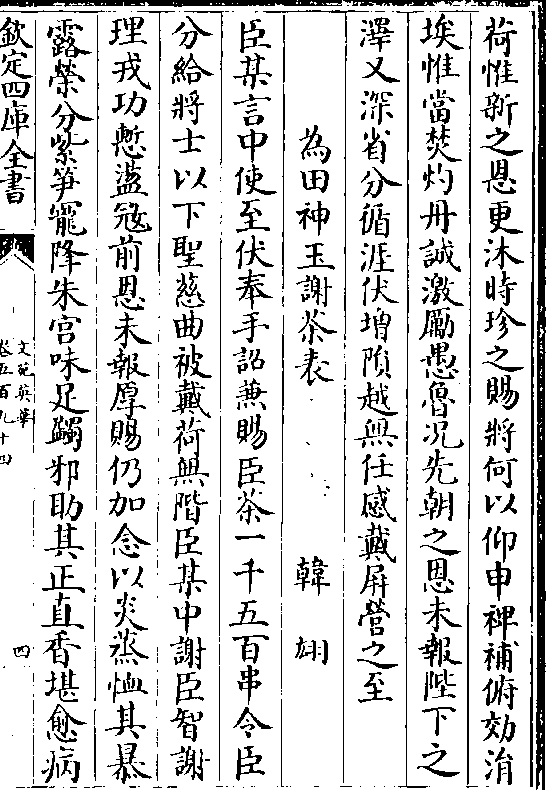 荷惟新之恩更沐時珍之賜將何以仰申裨補俯効涓
埃惟當焚灼丹誠激厲愚魯况先朝之恩未報陛下之
澤又深省分循涯伏增隕越無任感戴屏營之至
為田神玉謝茶表 韓翃
臣某言中使至伏奉手詔兼賜臣茶一千五百串令臣
分給將士以下聖慈曲被戴荷無階臣某中謝臣智謝
理戎功慙盪冦前恩未報厚賜仍加念以炎蒸恤其暴
露榮分紫笋寵降朱宫味足蠲邪助其正直香堪愈病
欽定四庫全書
文苑英華
卷五百九十四
四